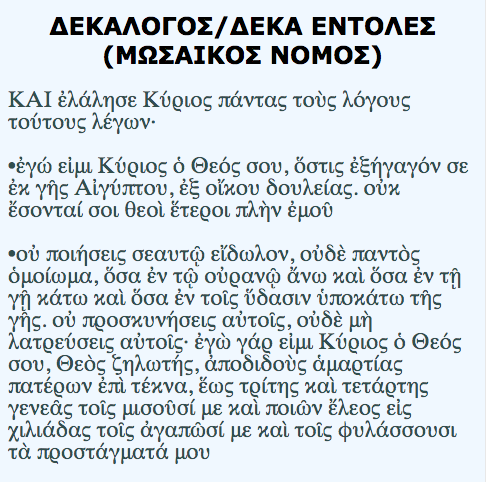 ΔΕΚΑΛΟΓΟΣ/ΔΕΚΑ ΕΝΤΟΛΕΣ
(ΜΩΣΑΙΚΟΣ ΝΟΜΟΣ)
ΚΑΙ ἐλάλησε Κύριος πάντας τοὺς λόγους
τούτους λέγων·
•ἐγώ εἰμι Κύριος ὁ Θεός σου, ὅστις ἐξήγαγόν σε
ἐκ γῆς Αἰγύπτου, ἐξ οἴκου δουλείας. οὐκ
ἔσονταί σοι θεοὶ ἕτεροι πλὴν ἐμοῦ
•οὐ ποιήσεις σεαυτῷ εἴδωλον, οὐδὲ παντὸς
ὁμοίωμα, ὅσα ἐν τῷ οὐρανῷ ἄνω καὶ ὅσα ἐν τῇ
γῇ κάτω καὶ ὅσα ἐν τοῖς ὕδασιν ὑποκάτω τῆς
γῆς. οὐ προσκυνήσεις αὐτοῖς, οὐδὲ μὴ
λατρεύσεις αὐτοῖς· ἐγὼ γάρ εἰμι Κύριος ὁ Θεός
σου, Θεὸς ζηλωτής, ἀποδιδοὺς ἁμαρτίας
πατέρων ἐπὶ τέκνα, ἕως τρίτης καὶ τετάρτης
γενεᾶς τοῖς μισοῦσί με καὶ ποιῶν ἔλεος εἰς
χιλιάδας τοῖς ἀγαπῶσί με καὶ τοῖς φυλάσσουσι
τὰ προστάγματά μου